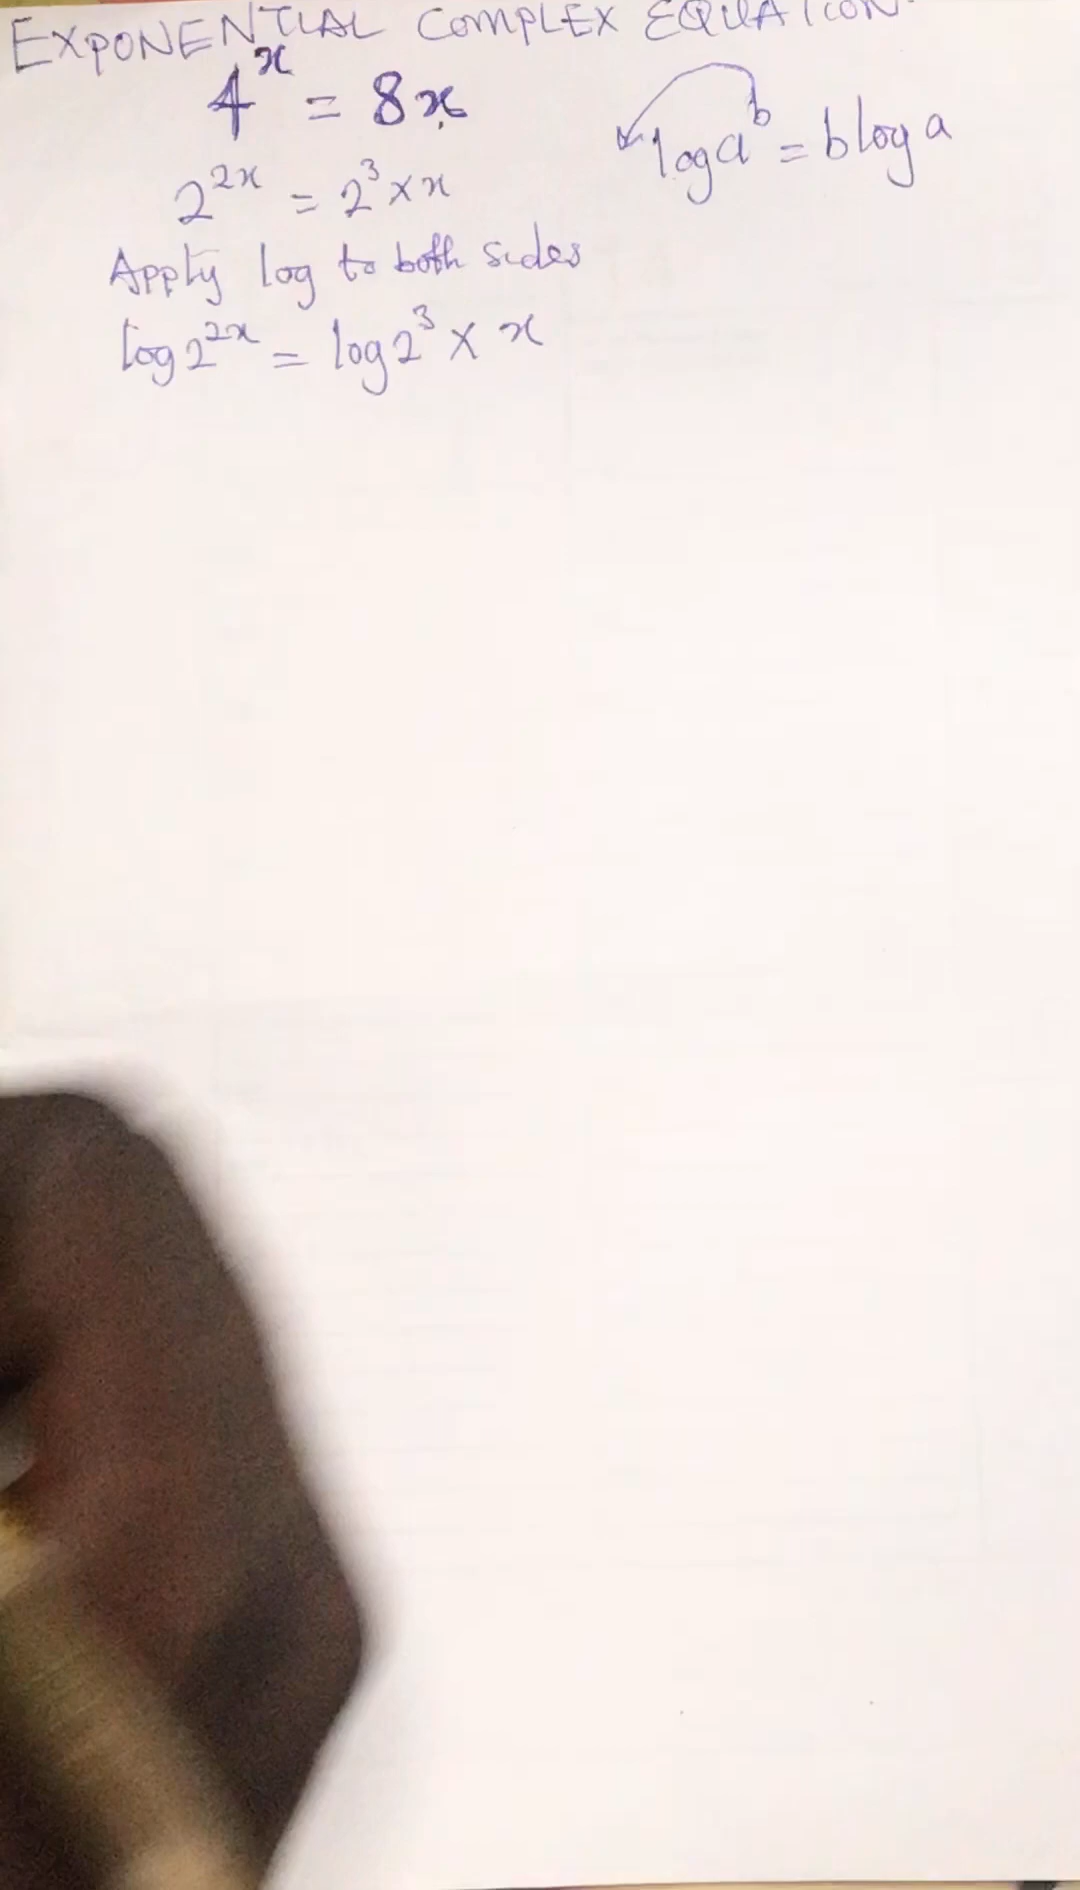 EXPONENTIAL COMPLEX EQUATION
4^x = 8x
log a^b = b log a
2^2x = 2^3 × x
Apply log to both sides
log 2^2x = log 2^3 × x